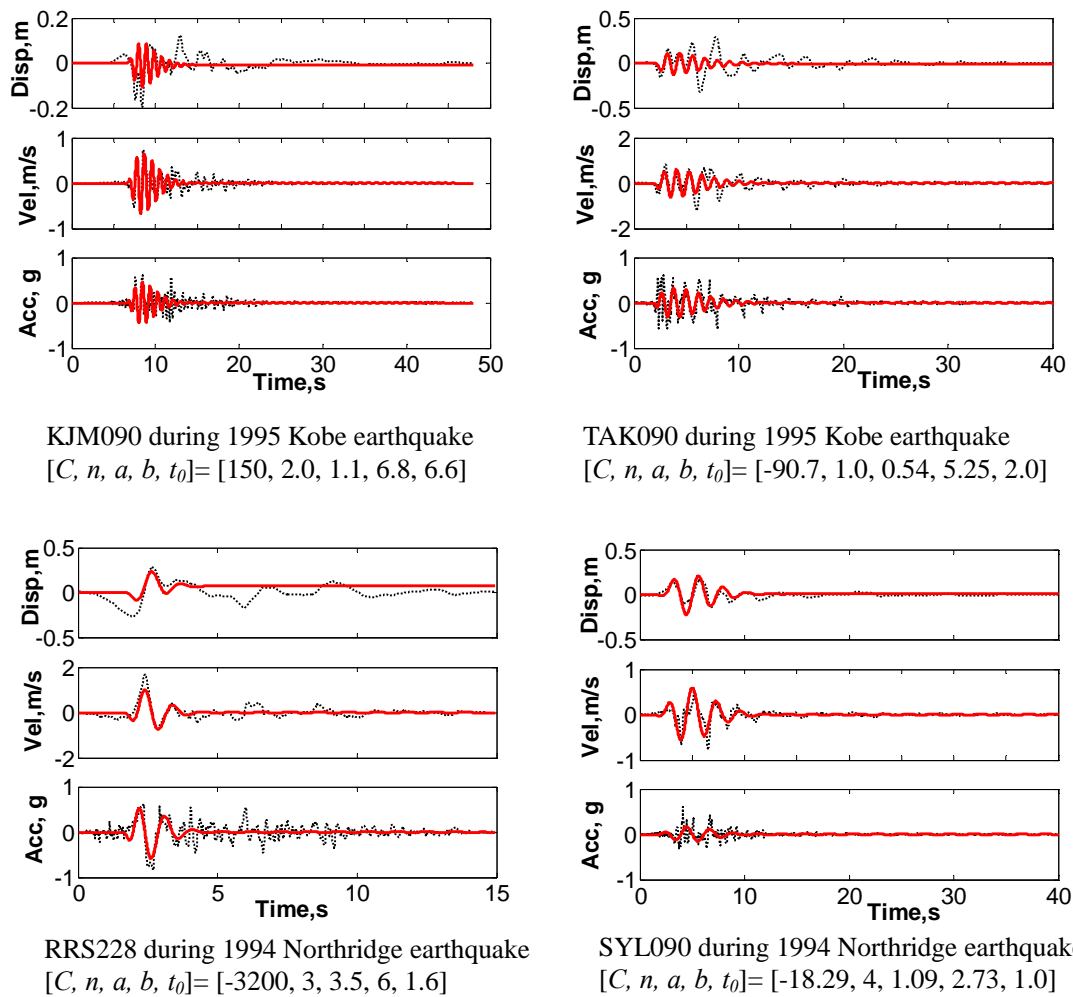 0.2
Disp,m
0
-0.2
1
Vel,m/s
0
-1
1
Acc, g
0
-1
0 10 20 30 40 50
Time,s
KJM090 during 1995 Kobe earthquake
[C, n, a, b, t0]= [150, 2.0, 1.1, 6.8, 6.6]
0.5
Disp,m
0
-0.5
2
Vel,m/s
0
-2
1
Acc, g
0
-1
0 10 20 30 40
Time,s
TAK090 during 1995 Kobe earthquake
[C, n, a, b, t0]= [-90.7, 1.0, 0.54, 5.25, 2.0]
0.5
Disp,m
0
-0.5
2
Vel,m/s
0
-2
1
Acc, g
0
-1
0 5 10 15
Time,s
RRS228 during 1994 Northridge earthquake
[C, n, a, b, t0]=[-3200, 3, 3.5, 6, 1.6]
0.5
Disp,m
0
-0.5
1
Vel,m/s
0
-1
1
Acc, g
0
-1
0 10 20 30 40
Time,s
SYL090 during 1994 Northridge earthquake
[C, n, a, b, t0]= [-18.29, 4, 1.09, 2.73, 1.0]